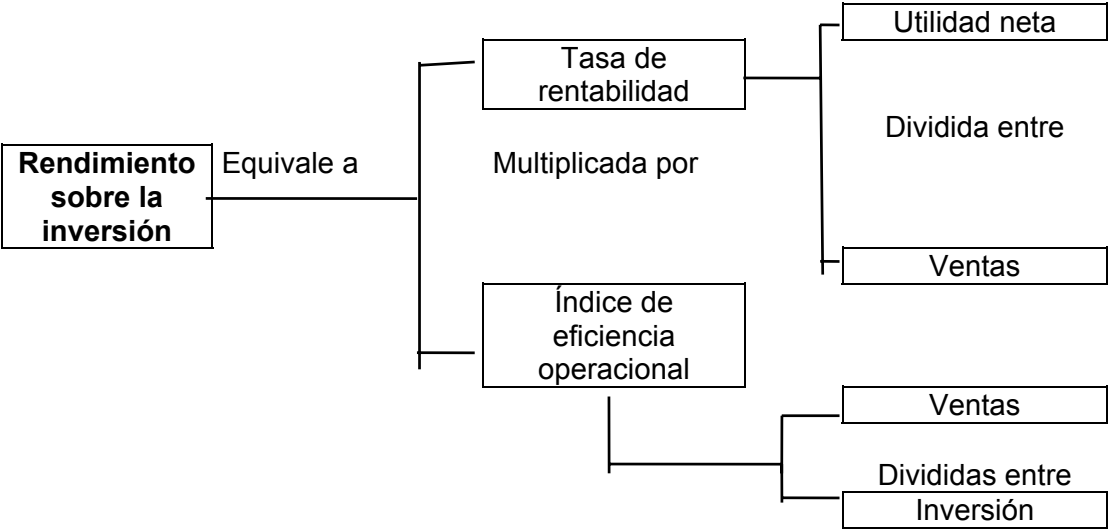 Rendimiento
sobre la
inversión
Equivale a
Tasa de
rentabilidad
Multiplicada por
Índice de
eficiencia
operacional
Utilidad neta
Dividida entre
Ventas
Ventas
Divididas entre
Inversión